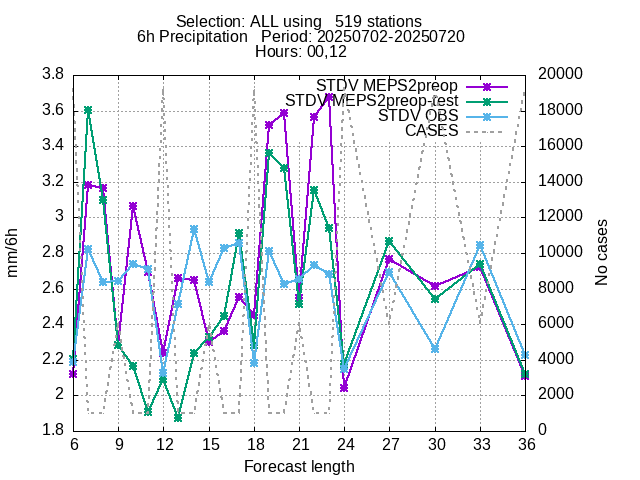 Selection: ALL using   519 stations
6h Precipitation   Period: 20250702-20250720
Hours: 00,12
STDV MEPS2preop
STDV MEPS2preop-test
STDV OBS
CASES
3.8
3.6
3.4
3.2
3
2.8
2.6
2.4
2.2
2
1.8
mm/6h
20000
18000
16000
14000
12000
10000
8000
6000
4000
2000
0
No cases
6 9 12 15 18 21 24 27 30 33 36
Forecast length